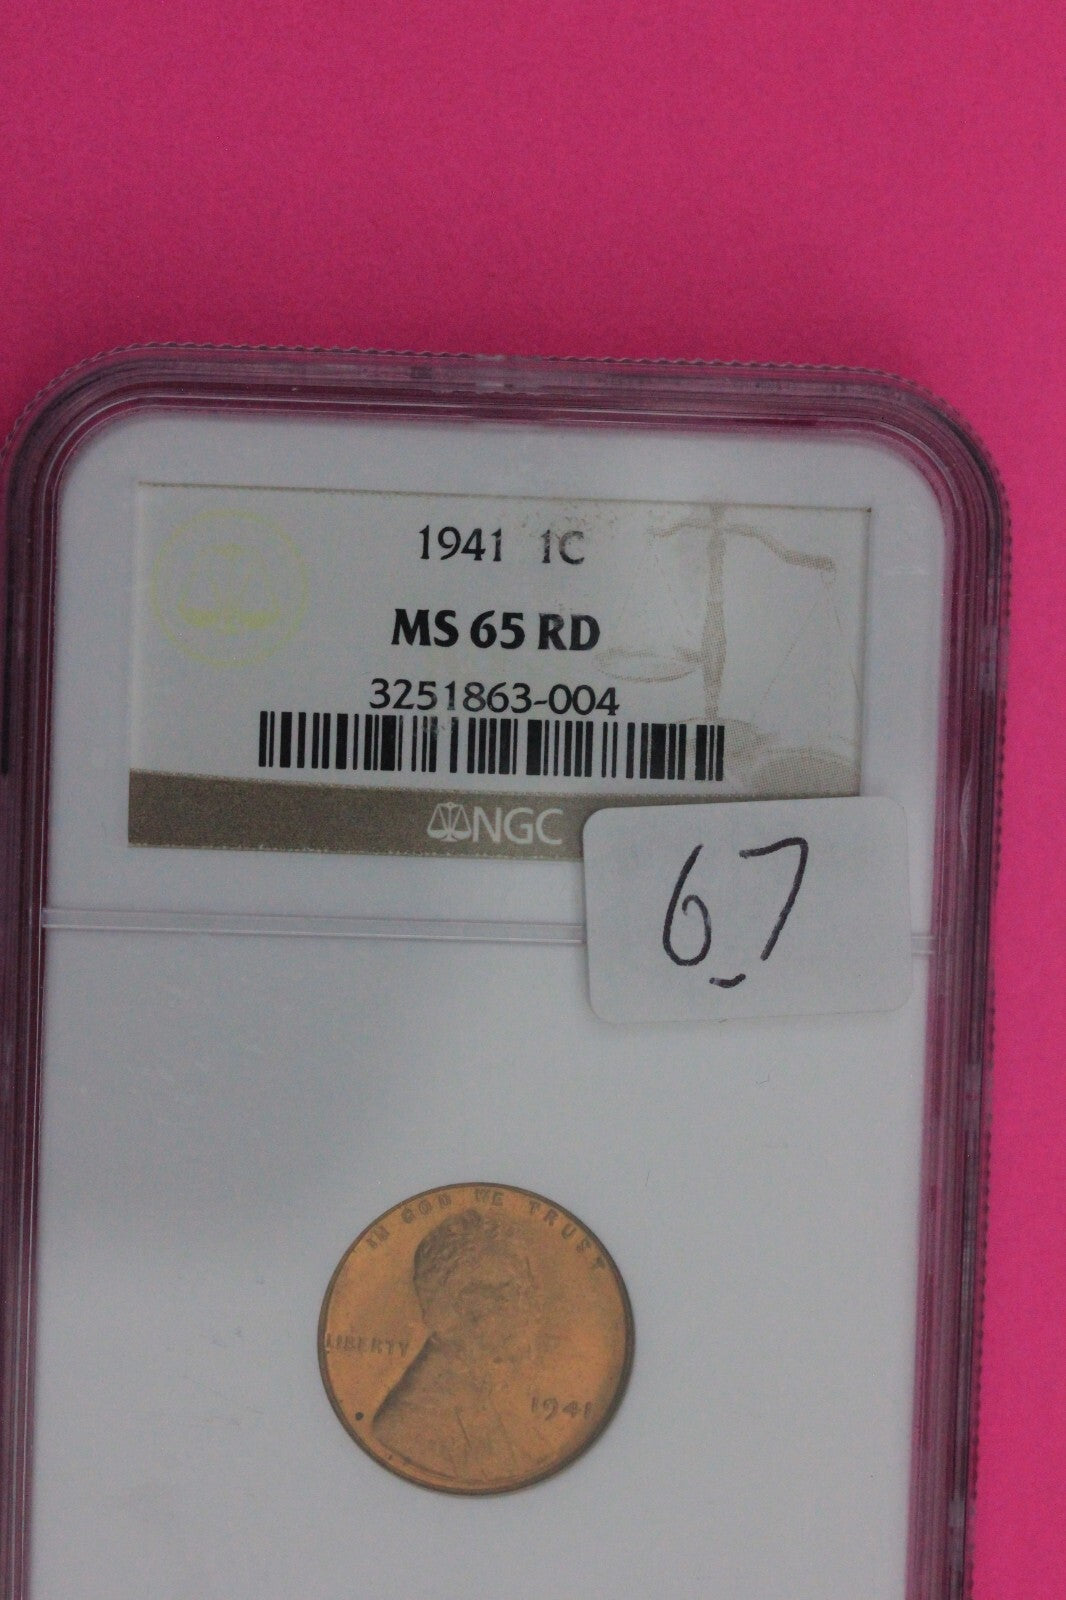 1941 1C
MS 65 RD
3251863-004
NGC
67
IN GOD WE TRUST
LIBERTY
1941